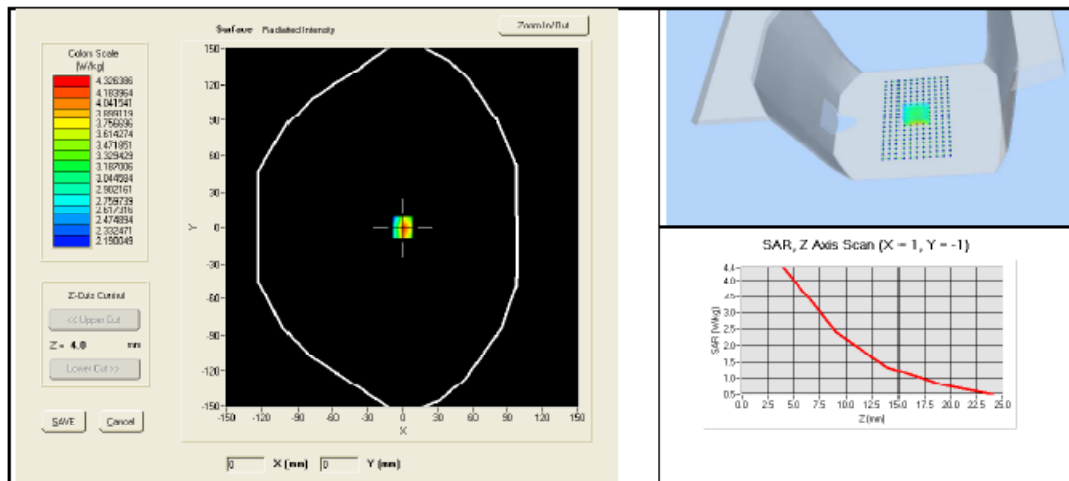 Surface Radiated Intensity
Zoom In/Out
Colors Scale
(W/kg)
4.326386
4.183964
4.041541
3.899119
3.756696
3.614274
3.471851
3.329429
3.187006
3.044584
2.902161
2.759739
2.617316
2.474894
2.332471
2.190049
Z-Cuts Control
<< Upper Cut
Z = 4.0 mm
Lower Cut >>
SAVE Cancel
150
120
90
60
30
0
-30
-60
-90
-120
-150
Y
-150 -120 -90 -60 -30 0 30 60 90 120 150
X
0 X (mm) 0 Y (mm)
SAR, Z Axis Scan (X = 1, Y = -1)
4.4
4.0
3.0
2.5
2.0
1.5
1.0
0.5
SAR (W/kg)
0.0 2.5 5.0 7.5 10.0 12.5 15.0 17.5 20.0 22.5 25.0
Z (mm)